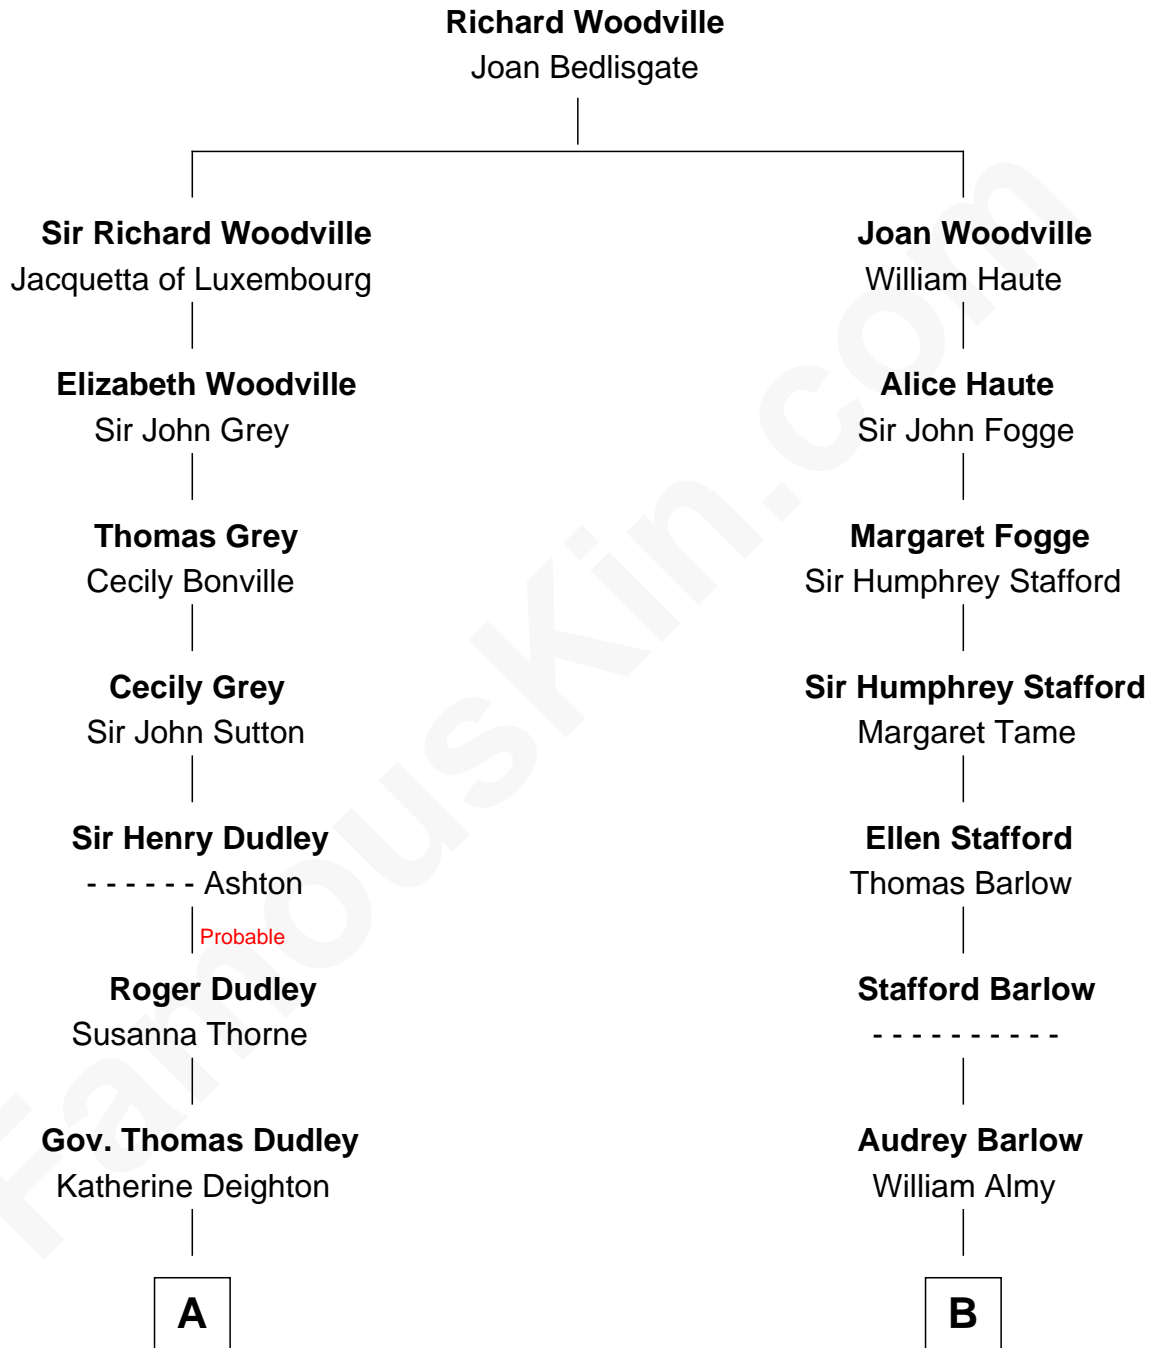 Richard Woodville
Joan Bedlisgate
Sir Richard Woodville
Jacquetta of Luxembourg
Joan Woodville
William Haute
Elizabeth Woodville
Sir John Grey
Alice Haute
Sir John Fogge
Thomas Grey
Cecily Bonville
Margaret Fogge
Sir Humphrey Stafford
Cecily Grey
Sir John Sutton
Sir Humphrey Stafford
Margaret Tame
Sir Henry Dudley
- - - - - - Ashton
Ellen Stafford
Thomas Barlow
Probable
Roger Dudley
Susanna Thorne
Stafford Barlow
- - - - - - - - - -
Gov. Thomas Dudley
Katherine Deighton
Audrey Barlow
William Almy
A
B
FamousKin.com